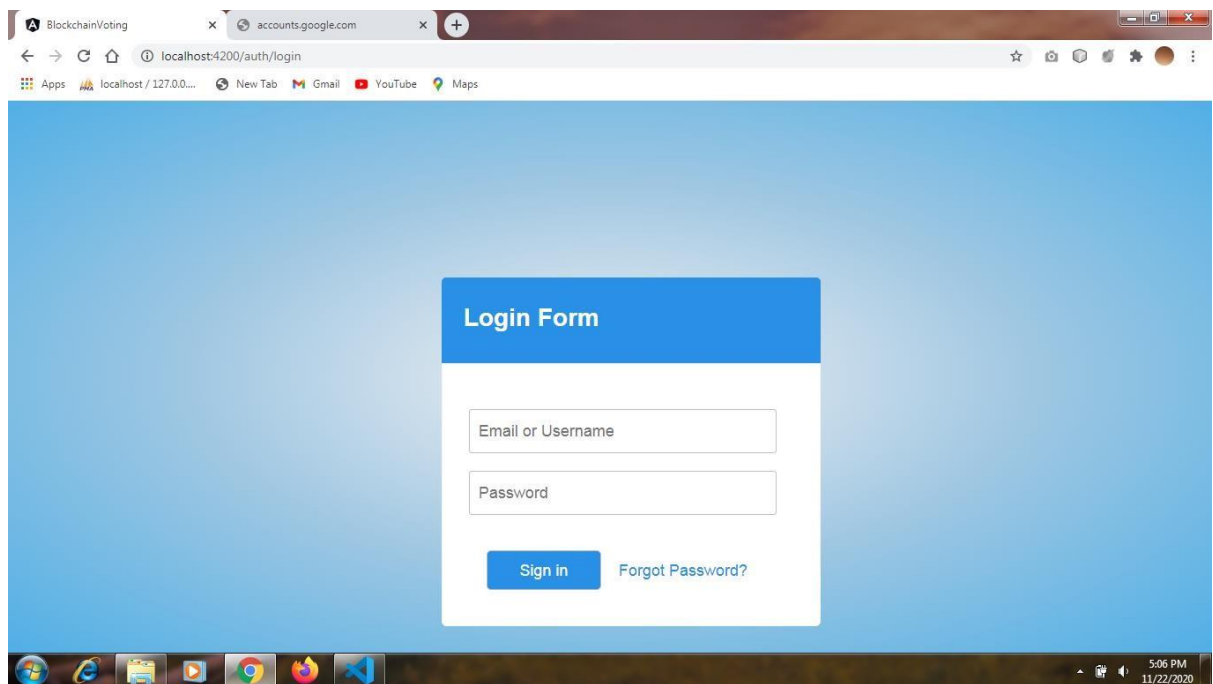 BlockchainVoting accounts.google.com
localhost:4200/auth/login
Apps localhost / 127.0.0.... New Tab Gmail YouTube Maps
Login Form
Email or Username
Password
Sign in Forgot Password?
5:06 PM
11/22/2020